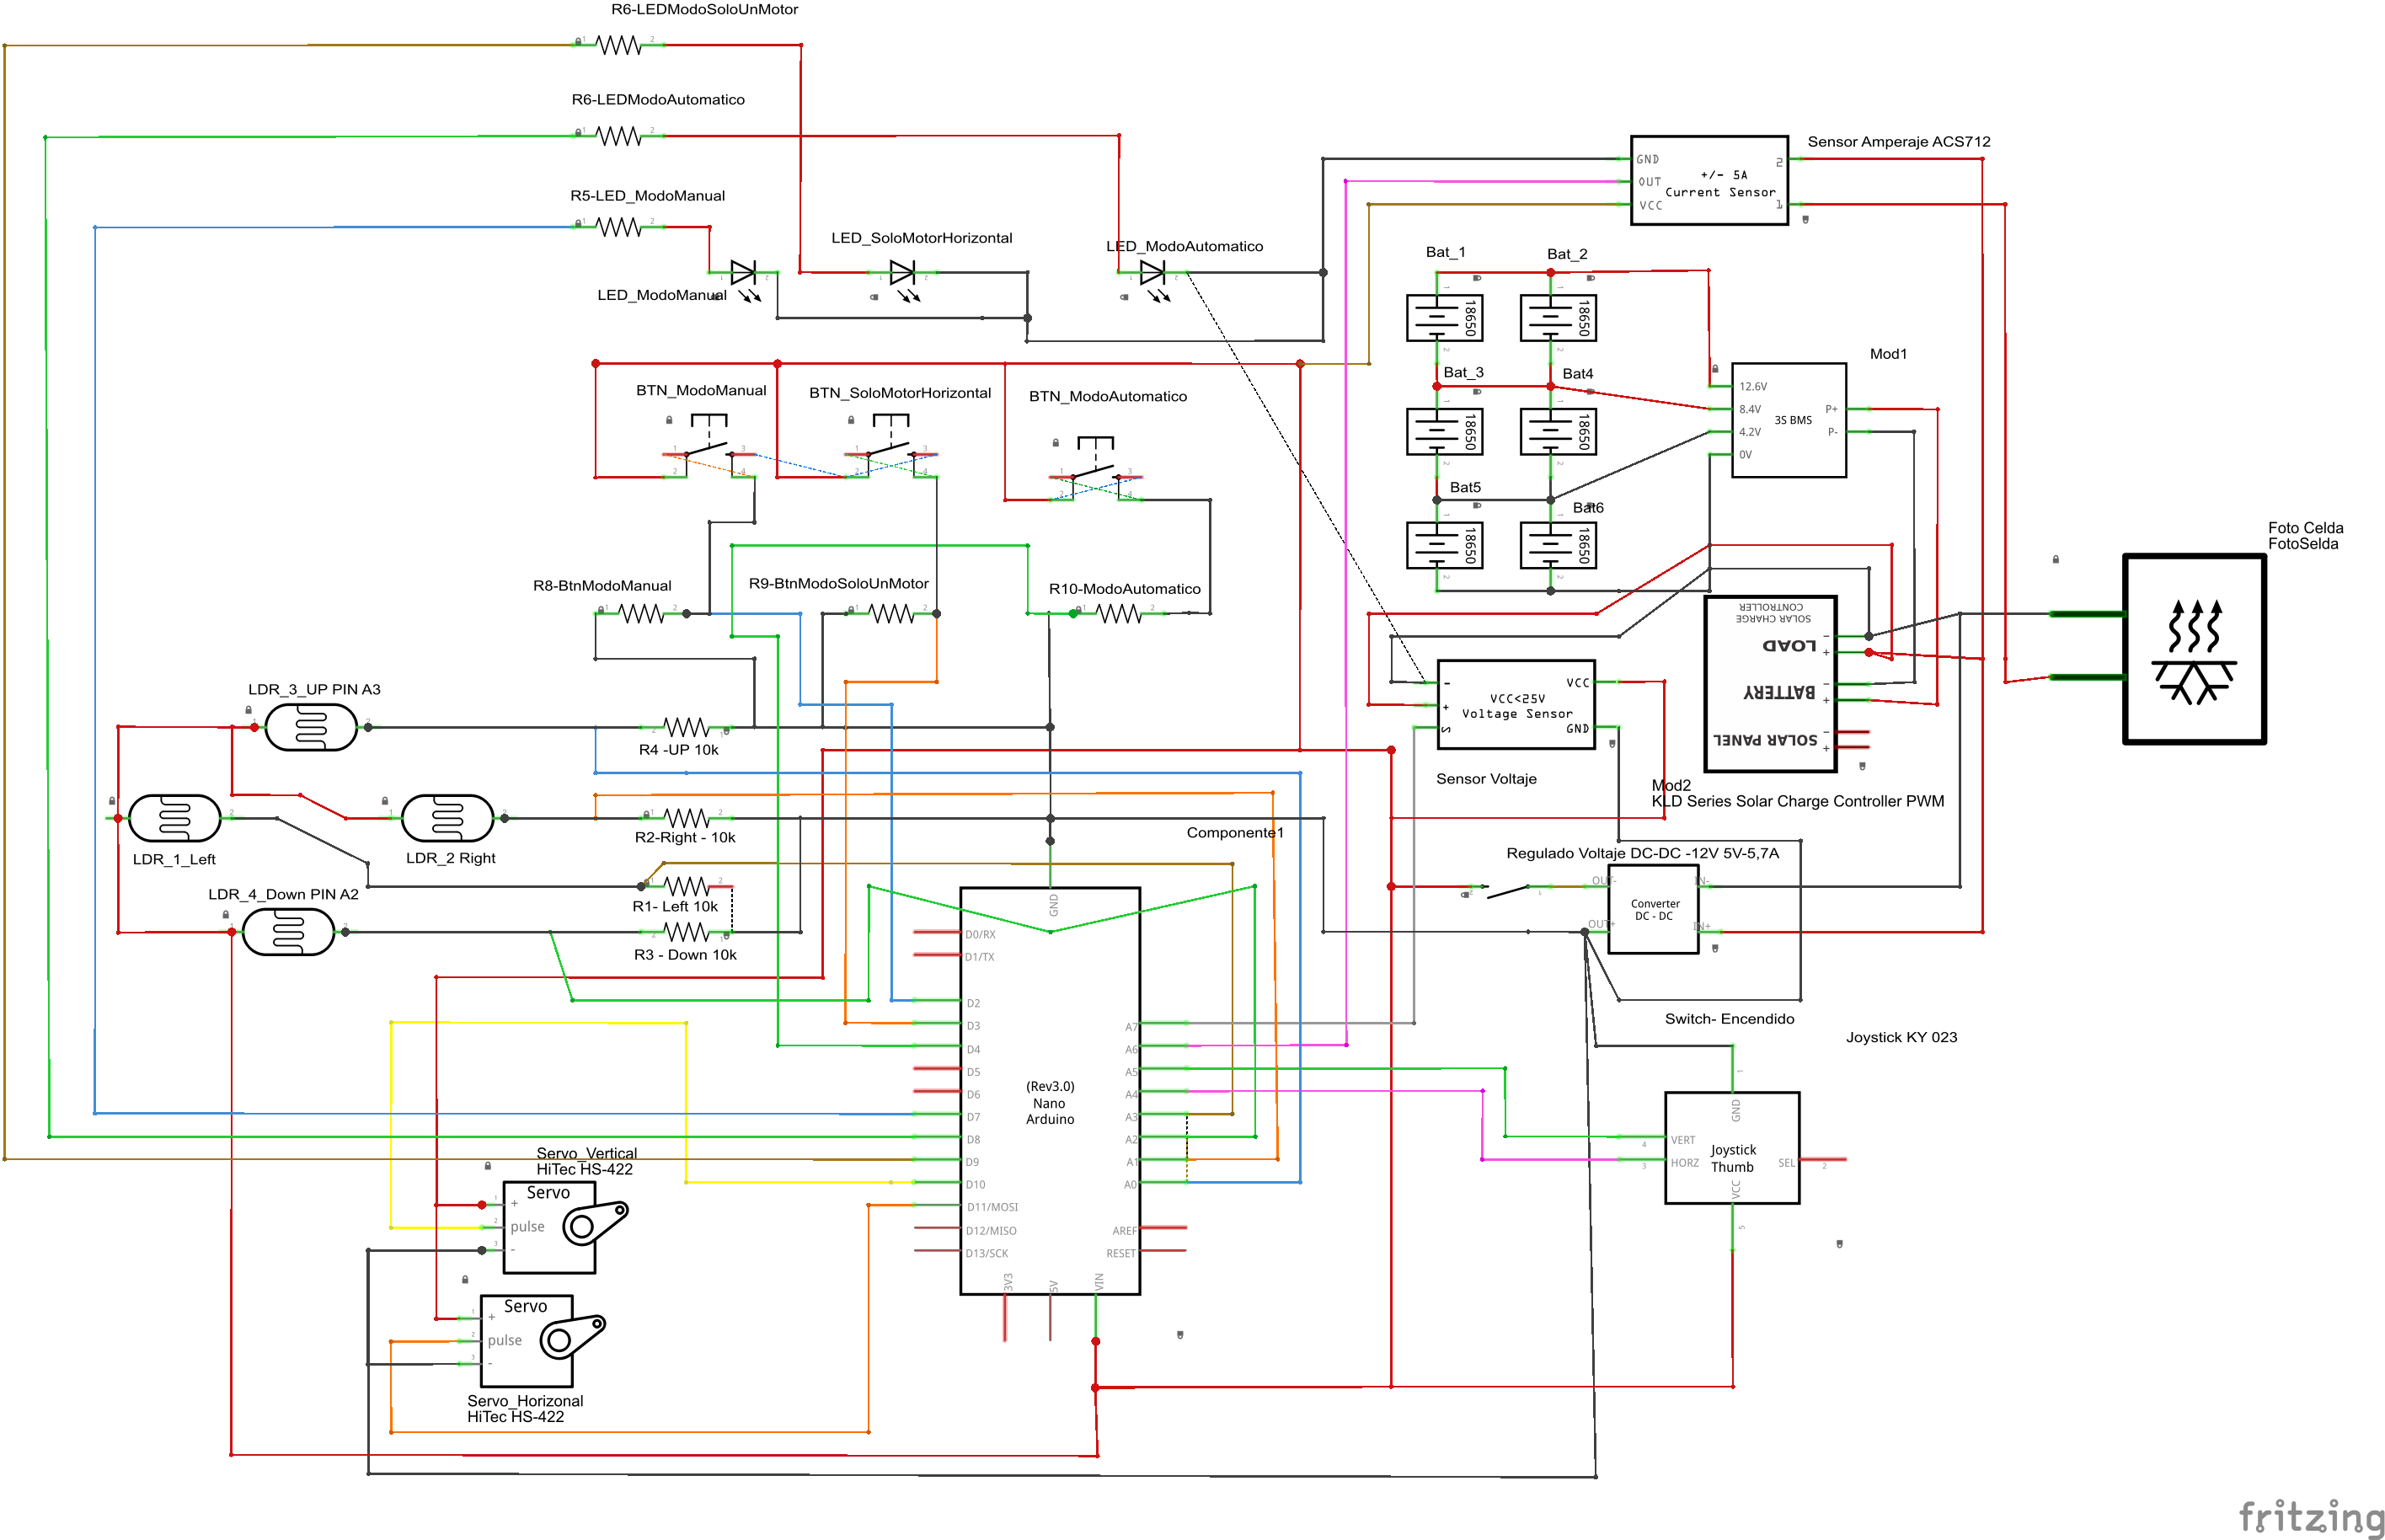 R6-LEDModoSoloUnMotor
R6-LEDModoAutomatico
R5-LED_ModoManual
LED_ModoManual
LED_SoloMotorHorizontal
LED_ModoAutomatico
Sensor Amperaje ACS712
GND
OUT
VCC
+/- 5A
Current Sensor
2
1
Bat_1
Bat_2
18650
18650
Bat_3
Bat4
18650
18650
Bat5
Bat6
18650
18650
Mod1
12.6V
8.4V
4.2V
0V
3S BMS
P+
P-
BTN_ModoManual
BTN_SoloMotorHorizontal
BTN_ModoAutomatico
R8-BtnModoManual
R9-BtnModoSoloUnMotor
R10-ModoAutomatico
Foto Celda
FotoSelda
SOLAR CHARGE
CONTROLLER
LOAD
BATTERY
SOLAR PANEL
- + - + - +
Mod2
KLD Series Solar Charge Controller PWM
-
+
S
VCC<25V
Voltage Sensor
VCC
GND
Sensor Voltaje
LDR_3_UP PIN A3
R4 -UP 10k
LDR_1_Left
LDR_2 Right
R2-Right - 10k
LDR_4_Down PIN A2
R1- Left 10k
R3 - Down 10k
Componente1
Regulado Voltaje DC-DC -12V 5V-5,7A
OUT-
OUT+
Converter
DC - DC
IN-
IN+
Switch- Encendido
Joystick KY 023
GND
VERT
HORZ
Joystick
Thumb
SEL
VCC
GND
D0/RX
D1/TX
D2
D3
D4
D5
D6
D7
D8
D9
D10
D11/MOSI
D12/MISO
D13/SCK
(Rev3.0)
Nano
Arduino
A7
A6
A5
A4
A3
A2
A1
A0
AREF
RESET
3V3
5V
VIN
Servo_Vertical
HiTec HS-422
Servo
+
pulse
-
Servo
+
pulse
-
Servo_Horizonal
HiTec HS-422
fritzing